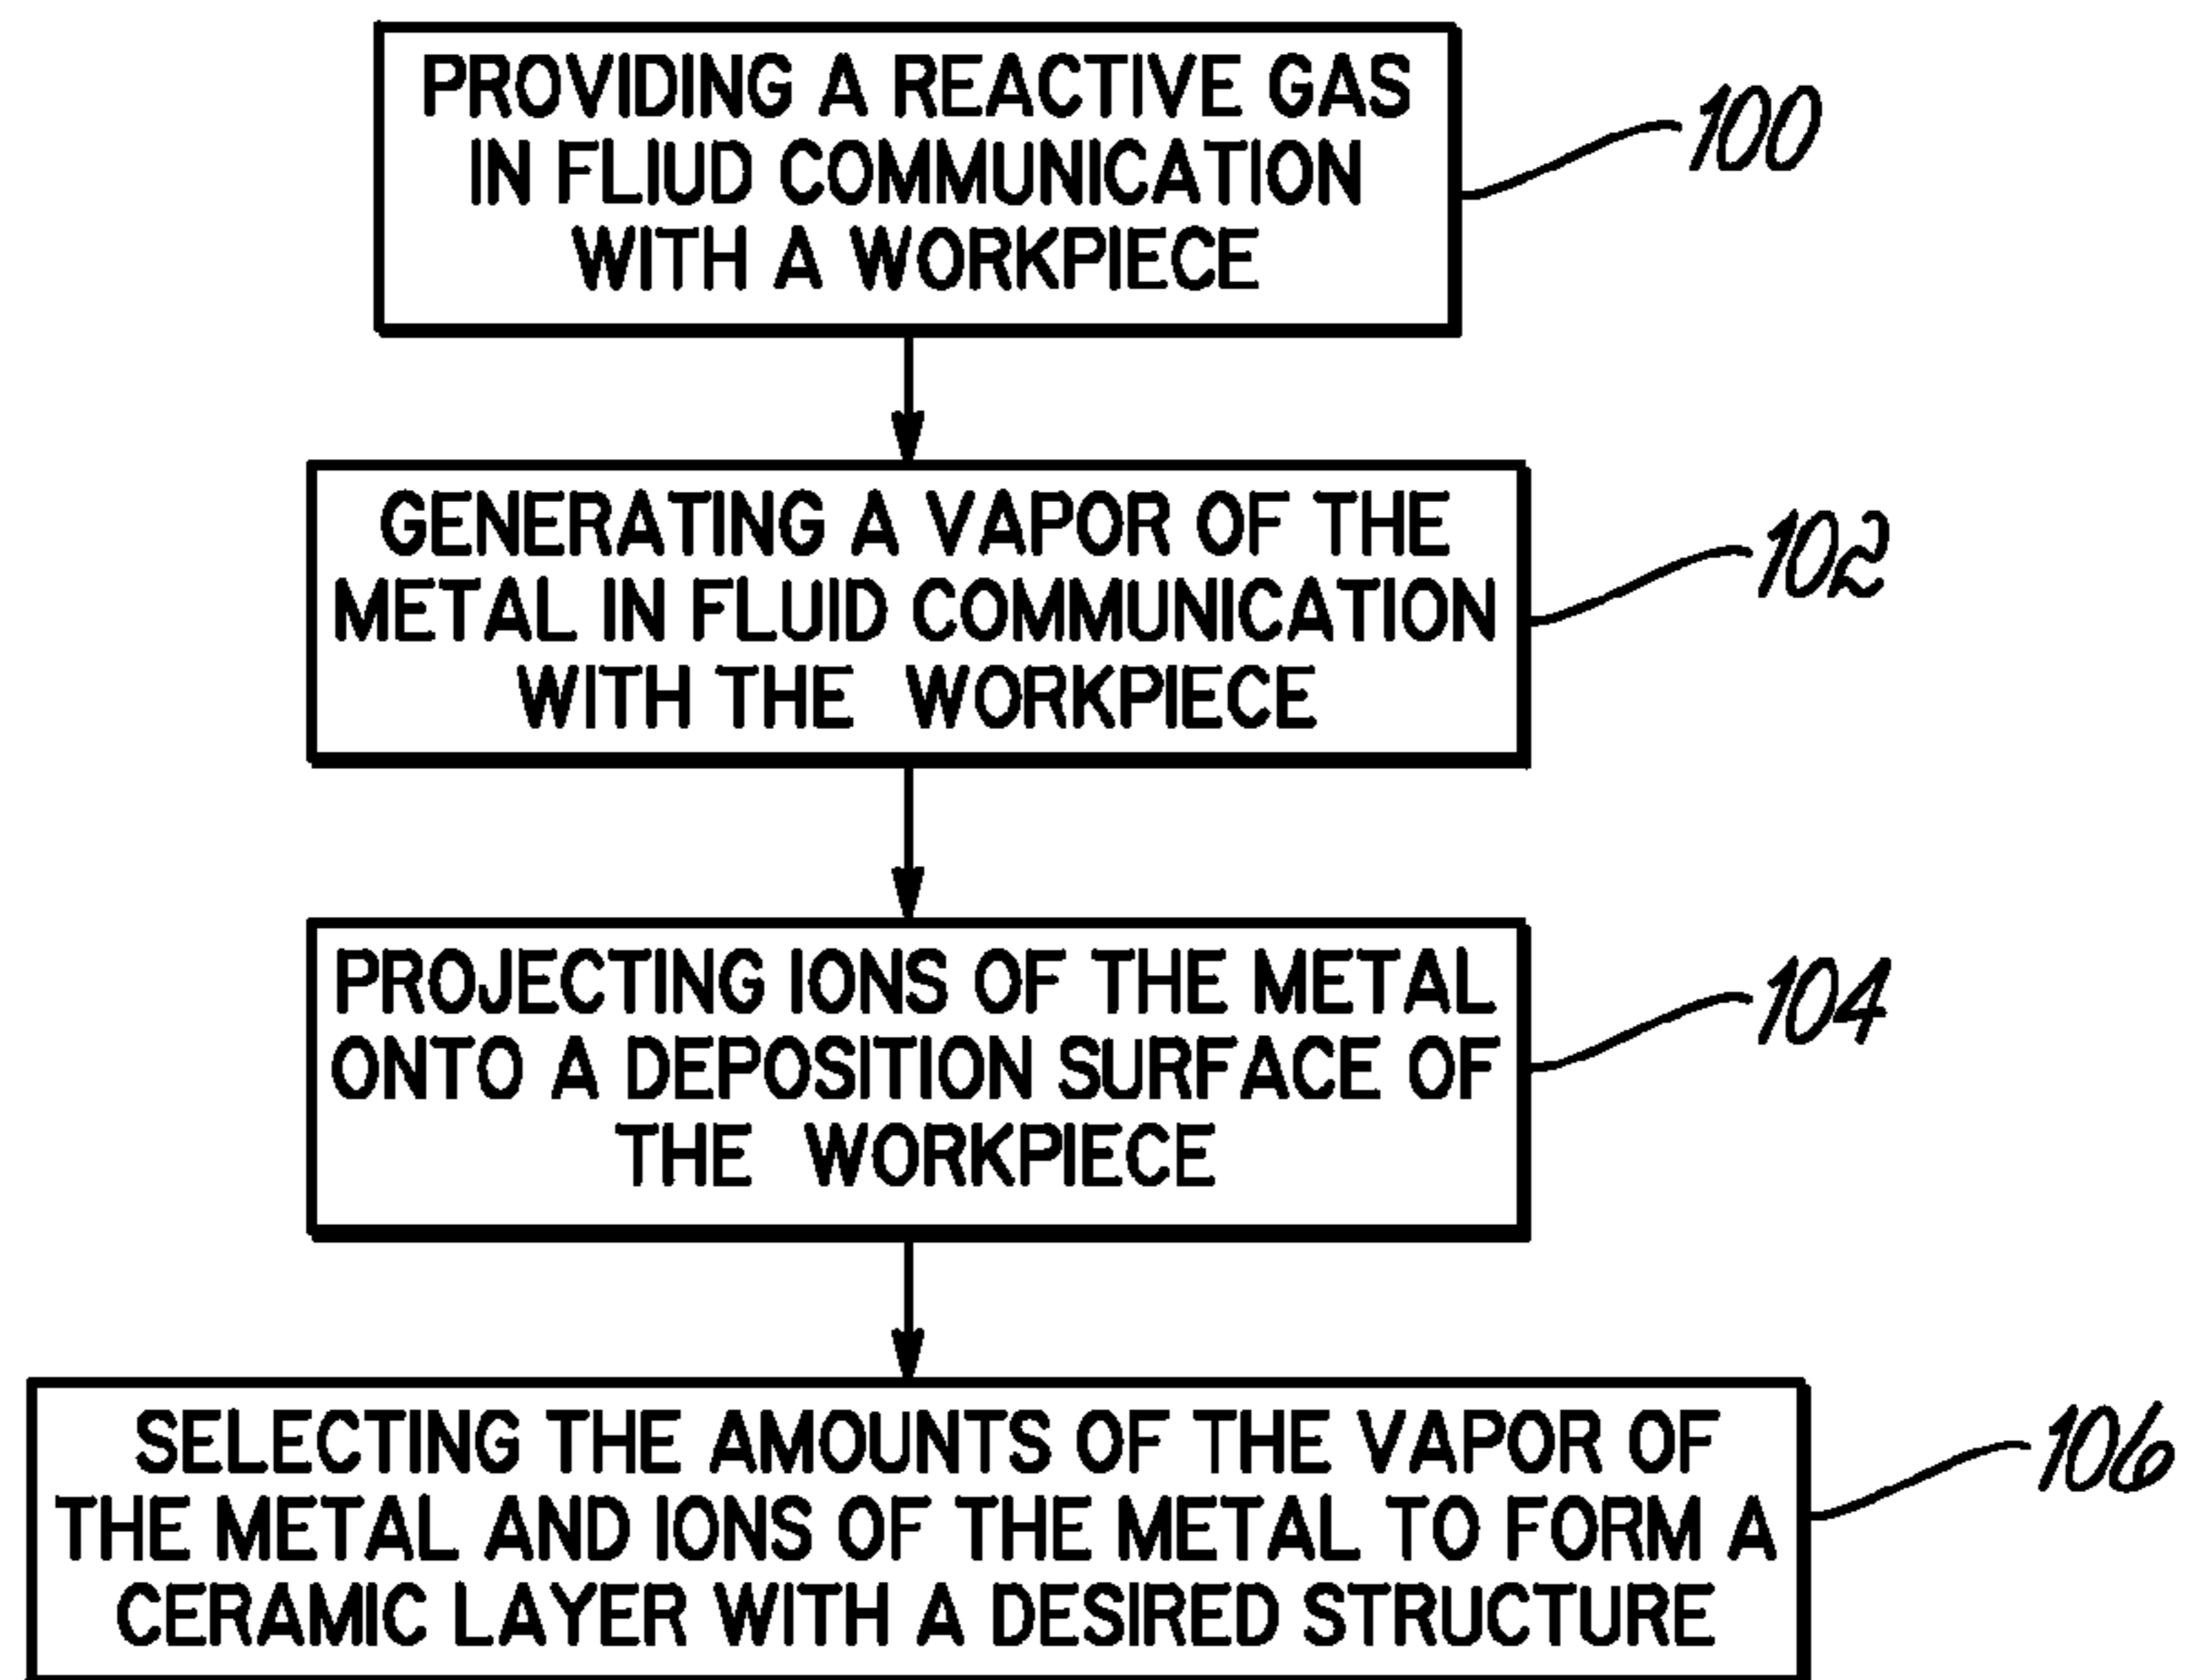 PROVIDING A REACTIVE GAS
IN FLIUD COMMUNICATION
WITH A WORKPIECE
100
GENERATING A VAPOR OF THE
METAL IN FLUID COMMUNICATION
WITH THE WORKPIECE
102
PROJECTING IONS OF THE METAL
ONTO A DEPOSITION SURFACE OF
THE WORKPIECE
104
SELECTING THE AMOUNTS OF THE VAPOR OF
THE METAL AND IONS OF THE METAL TO FORM A
CERAMIC LAYER WITH A DESIRED STRUCTURE
106